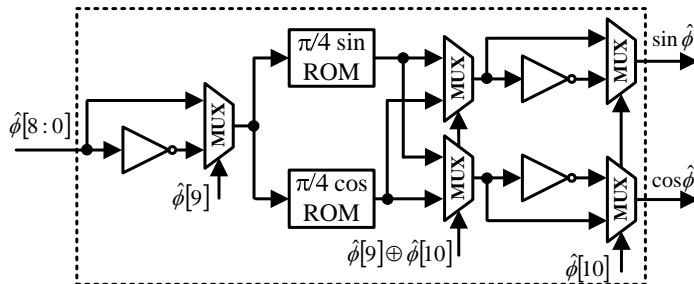 π/4 sin
ROM
MUX
MUX
sin ϕ̂
ϕ̂[8:0]
MUX
π/4 cos
ROM
MUX
MUX
cos ϕ̂
ϕ̂[9]
ϕ̂[9]⊕ϕ̂[10]
ϕ̂[10]